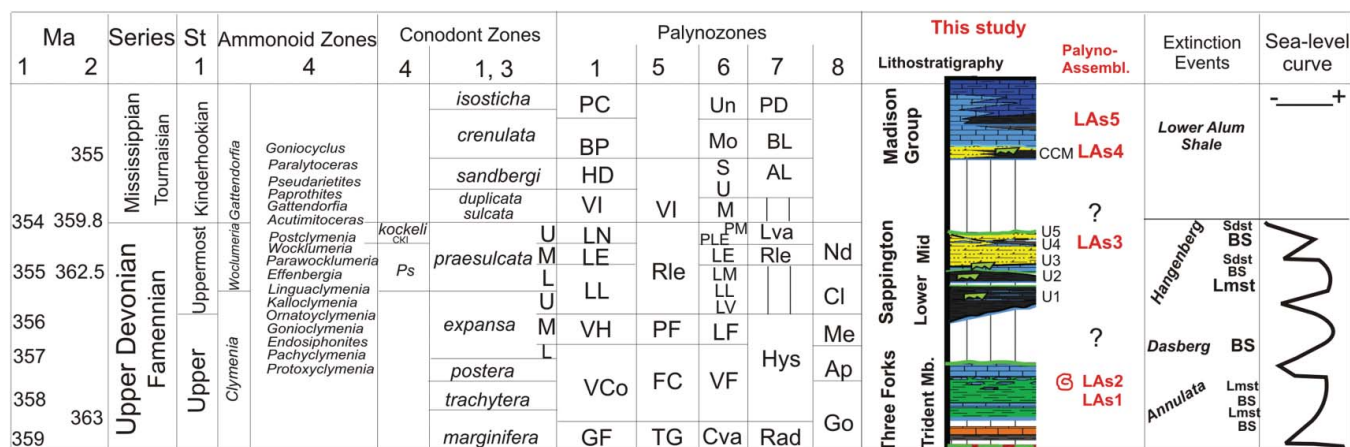 Ma Series St Ammonoid Zones Conodont Zones Palynozones This study Extinction Events Sea-level curve
1 2 1 4 4 1, 3 1 5 6 7 8 Lithostratigraphy Palyno-Assembl.
- +
354
355
356
357
358
359
355
359.8
362.5
363
Mississippian
Tournaisian
Upper Devonian
Famennian
Kinderhookian
Uppermost
Upper
Gattendorfia
Wocklumeria
Clymenia
Goniocyclus
Paralytoceras
Pseudarietites
Paprothites
Gattendorfia
Acutimitoceras
Postclymenia
Wocklumeria
Parawocklumeria
Effenbergia
Linguaclymenia
Kalloclymenia
Ornatoclymenia
Gonioclymenia
Endosiphonites
Pachyclymenia
Protoxyclymenia
kockeli
CKI
Ps
isosticha
crenulata
sandbergi
duplicata
sulcata
praesulcata
U
M
L
expansa
U
M
L
postera
trachytera
marginifera
PC
BP
HD
VI
LN
LE
LL
VH
VCo
GF
VI
Rle
PF
FC
TG
Un
Mo
S
U
M
PM
PLE
LE
LM
LL
LV
LF
VF
Cva
PD
BL
AL
Lva
Rle
Hys
Rad
Nd
Cl
Me
Ap
Go
Madison
Group
Sappington
Lower Mid
Three Forks
Trident Mb.
CCM
U5
U4
U3
U2
U1
LAs5
LAs4
?
LAs3
?
LAs2
LAs1
Lower Alum
Shale
Hangenberg
Sdst
BS
Sdst
BS
Lmst
Dasberg BS
Annulata
Lmst
BS
Lmst
BS